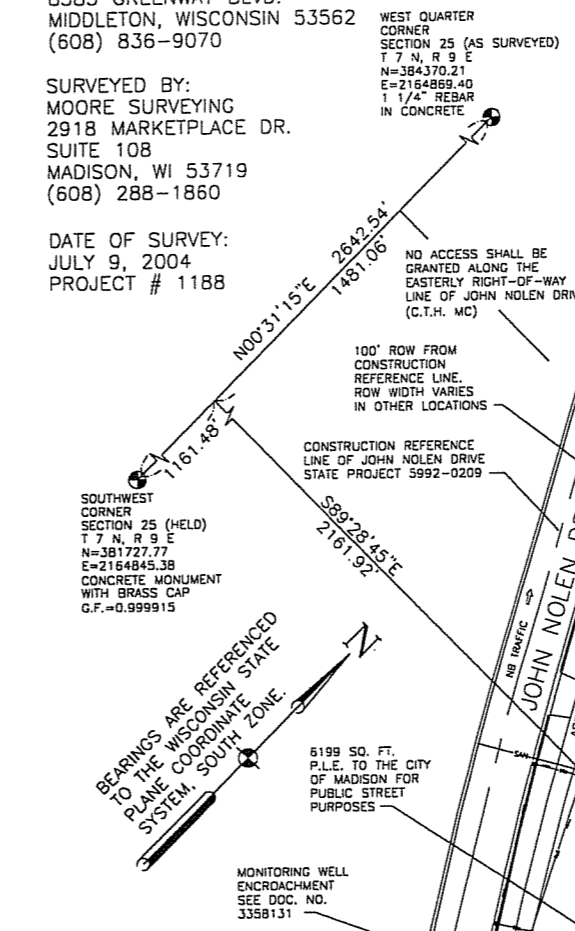 MIDDLETON, WISCONSIN 53562
(608) 836-9070
SURVEYED BY:
MOORE SURVEYING
2918 MARKETPLACE DR.
SUITE 108
MADISON, WI 53719
(608) 288-1860
DATE OF SURVEY:
JULY 9, 2004
PROJECT # 1188
WEST QUARTER
CORNER
SECTION 25 (AS SURVEYED)
T 7 N, R 9 E
N=384370.21
E=2164869.40
1 1/4" REBAR
IN CONCRETE
N00°31'15"E
2642.54'
1481.06'
1161.48'
NO ACCESS SHALL BE
GRANTED ALONG THE
EASTERLY RIGHT-OF-WAY
LINE OF JOHN NOLEN
(C.T.H. MC)
100' ROW FROM
CONSTRUCTION
REFERENCE LINE.
ROW WIDTH VARIES
IN OTHER LOCATIONS
CONSTRUCTION REFERENCE
LINE OF JOHN NOLEN DRIVE
STATE PROJECT 5992-0209
SOUTHWEST
CORNER
SECTION 25 (HELD)
T 7 N, R 9 E
N=381727.77
E=2164845.38
CONCRETE MONUMENT
WITH BRASS CAP
G.F.=0.999915
S89°28'45"E
2161.92'
NB TRAFFIC
JOHN NOLEN
N
BEARINGS ARE REFERENCED
TO THE WISCONSIN STATE
PLANE COORDINATE
SYSTEM, SOUTH ZONE.
SAN
6199 SQ. FT.
P.L.E. TO THE CITY
OF MADISON FOR
PUBLIC STREET
PURPOSES
MONITORING WELL
ENCROACHMENT
SEE DOC. NO.
3358131